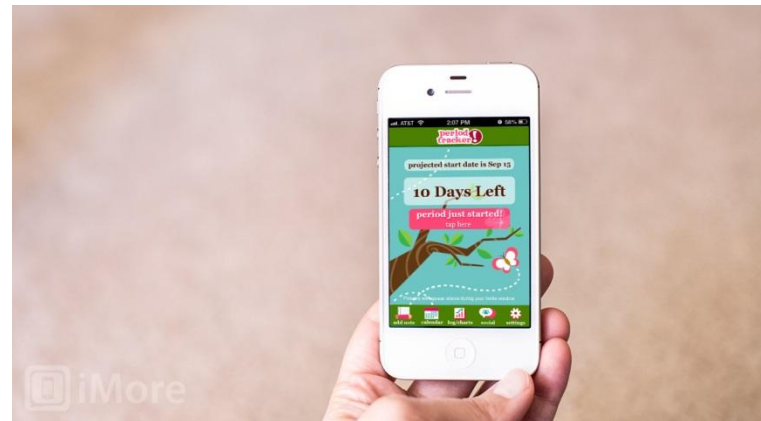 AT&T 2:07 PM 58%
period
tracker!
projected start date is Sep 15
10 Days Left
period just started!
tap here
add note calendar log/charts social settings
iMore